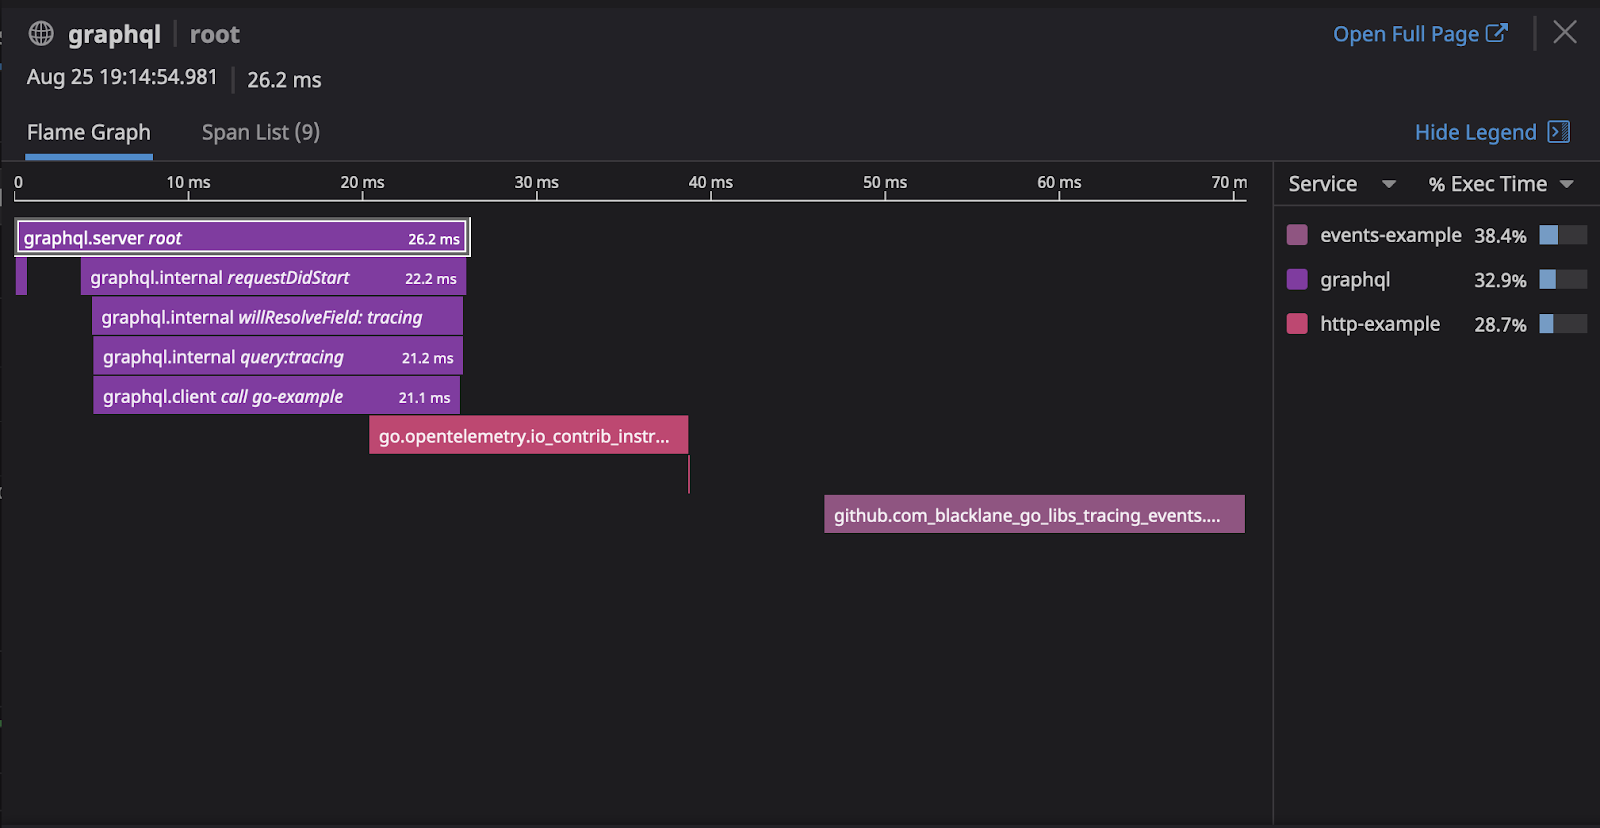 graphql root
Open Full Page
Aug 25 19:14:54.981 26.2 ms
Flame Graph Span List (9)
Hide Legend
0 10 ms 20 ms 30 ms 40 ms 50 ms 60 ms 70 m
Service % Exec Time
graphql.server root 26.2 ms
graphql.internal requestDidStart 22.2 ms
graphql.internal willResolveField: tracing
graphql.internal query:tracing 21.2 ms
graphql.client call go-example 21.1 ms
go.opentelemetry.io_contrib_instr...
github.com_blacklane_go_libs_tracing_events....
events-example 38.4%
graphql 32.9%
http-example 28.7%